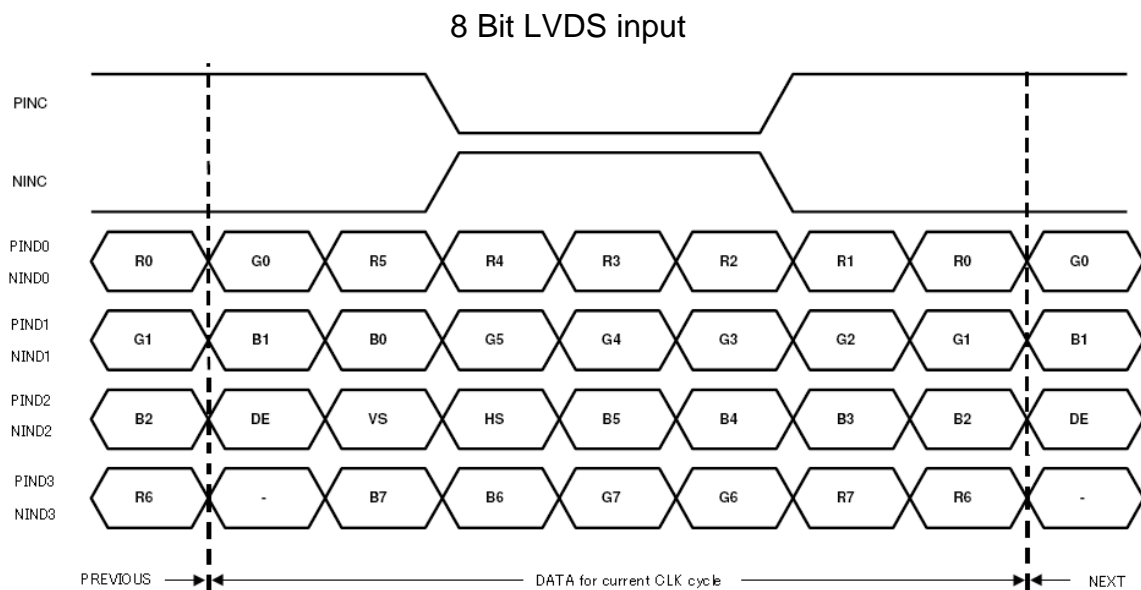 8 Bit LVDS input
PINC
NINC
PIND0
NIND0
R0 G0 R5 R4 R3 R2 R1 R0 G0
PIND1
NIND1
G1 B1 B0 G5 G4 G3 G2 G1 B1
PIND2
NIND2
B2 DE VS HS B5 B4 B3 B2 DE
PIND3
NIND3
R6 - B7 B6 G7 G6 R7 R6 -
PREVIOUS DATA for current CLK cycle NEXT